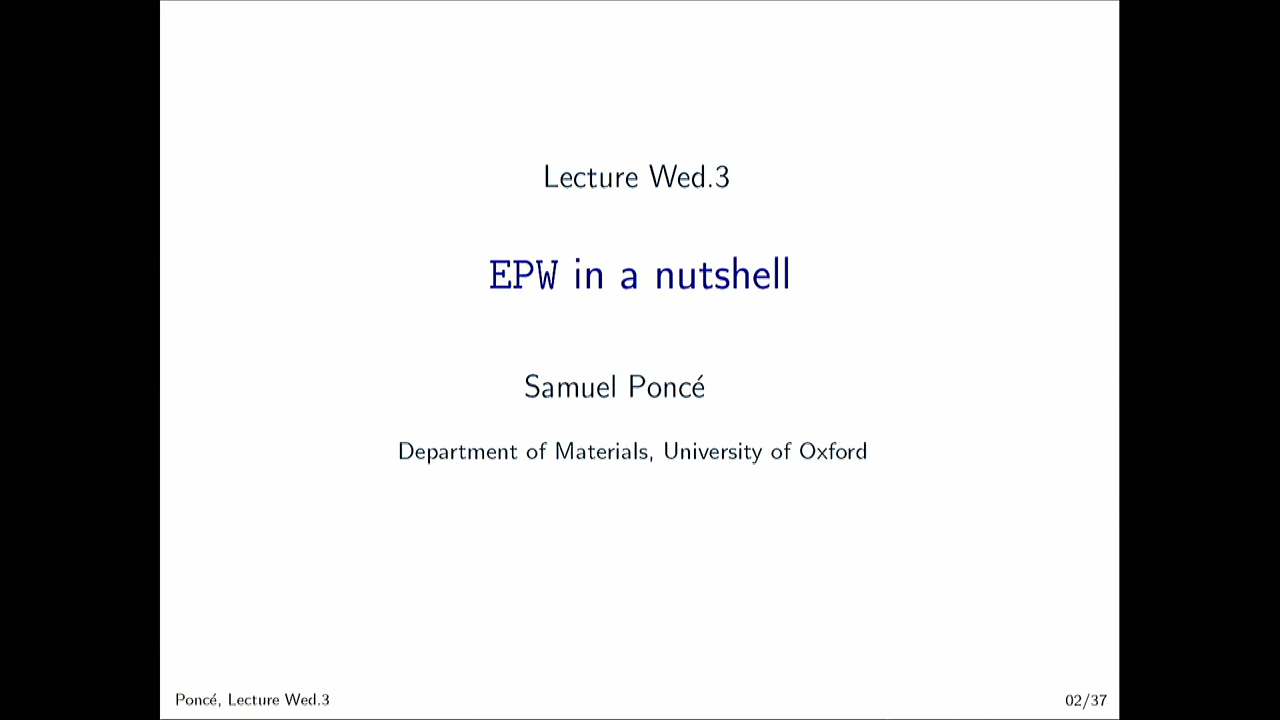 Lecture Wed.3
EPW in a nutshell
Samuel Poncé
Department of Materials, University of Oxford
Poncé, Lecture Wed.3
02/37